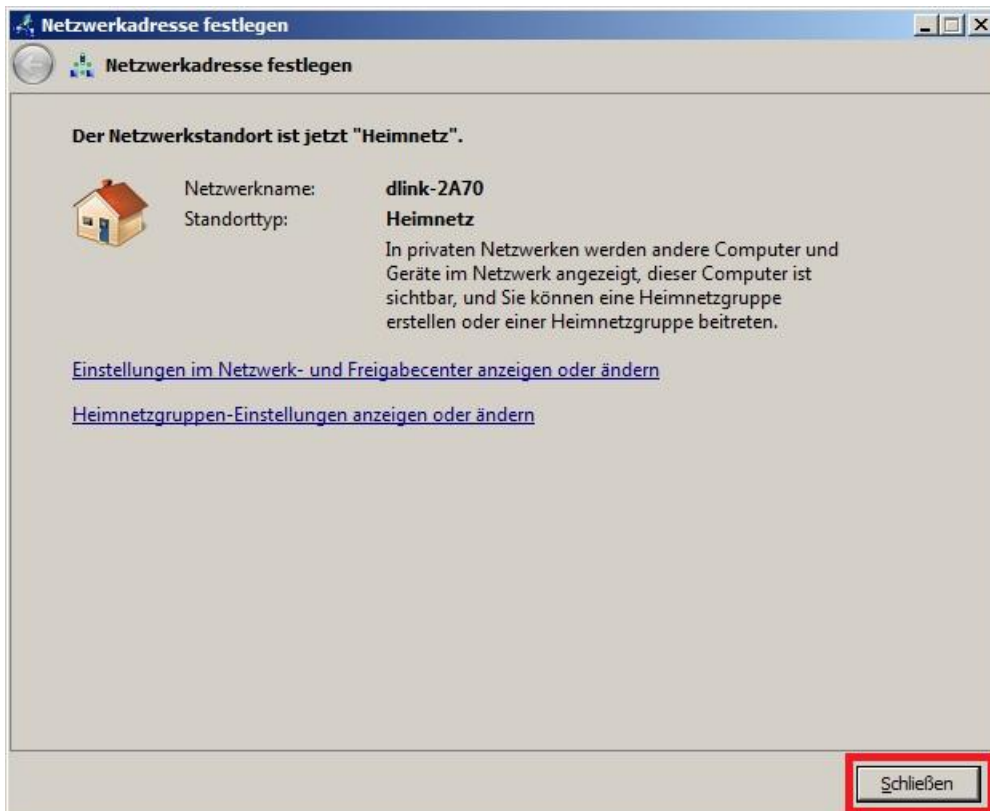 Netzwerkadresse festlegen
Netzwerkadresse festlegen
Der Netzwerkstandort ist jetzt "Heimnetz".
Netzwerkname: dlink-2A70
Standorttyp: Heimnetz
In privaten Netzwerken werden andere Computer und
Geräte im Netzwerk angezeigt, dieser Computer ist
sichtbar, und Sie können eine Heimnetzgruppe
erstellen oder einer Heimnetzgruppe beitreten.
Einstellungen im Netzwerk- und Freigabecenter anzeigen oder ändern
Heimnetzgruppen-Einstellungen anzeigen oder ändern
Schließen